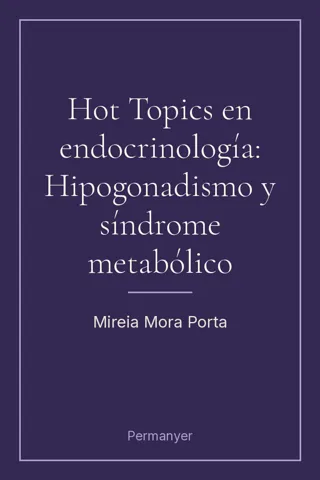 Hot Topics en
endocrinología:
Hipogonadismo y
síndrome
metabólico
Mireia Mora Porta
Permanyer